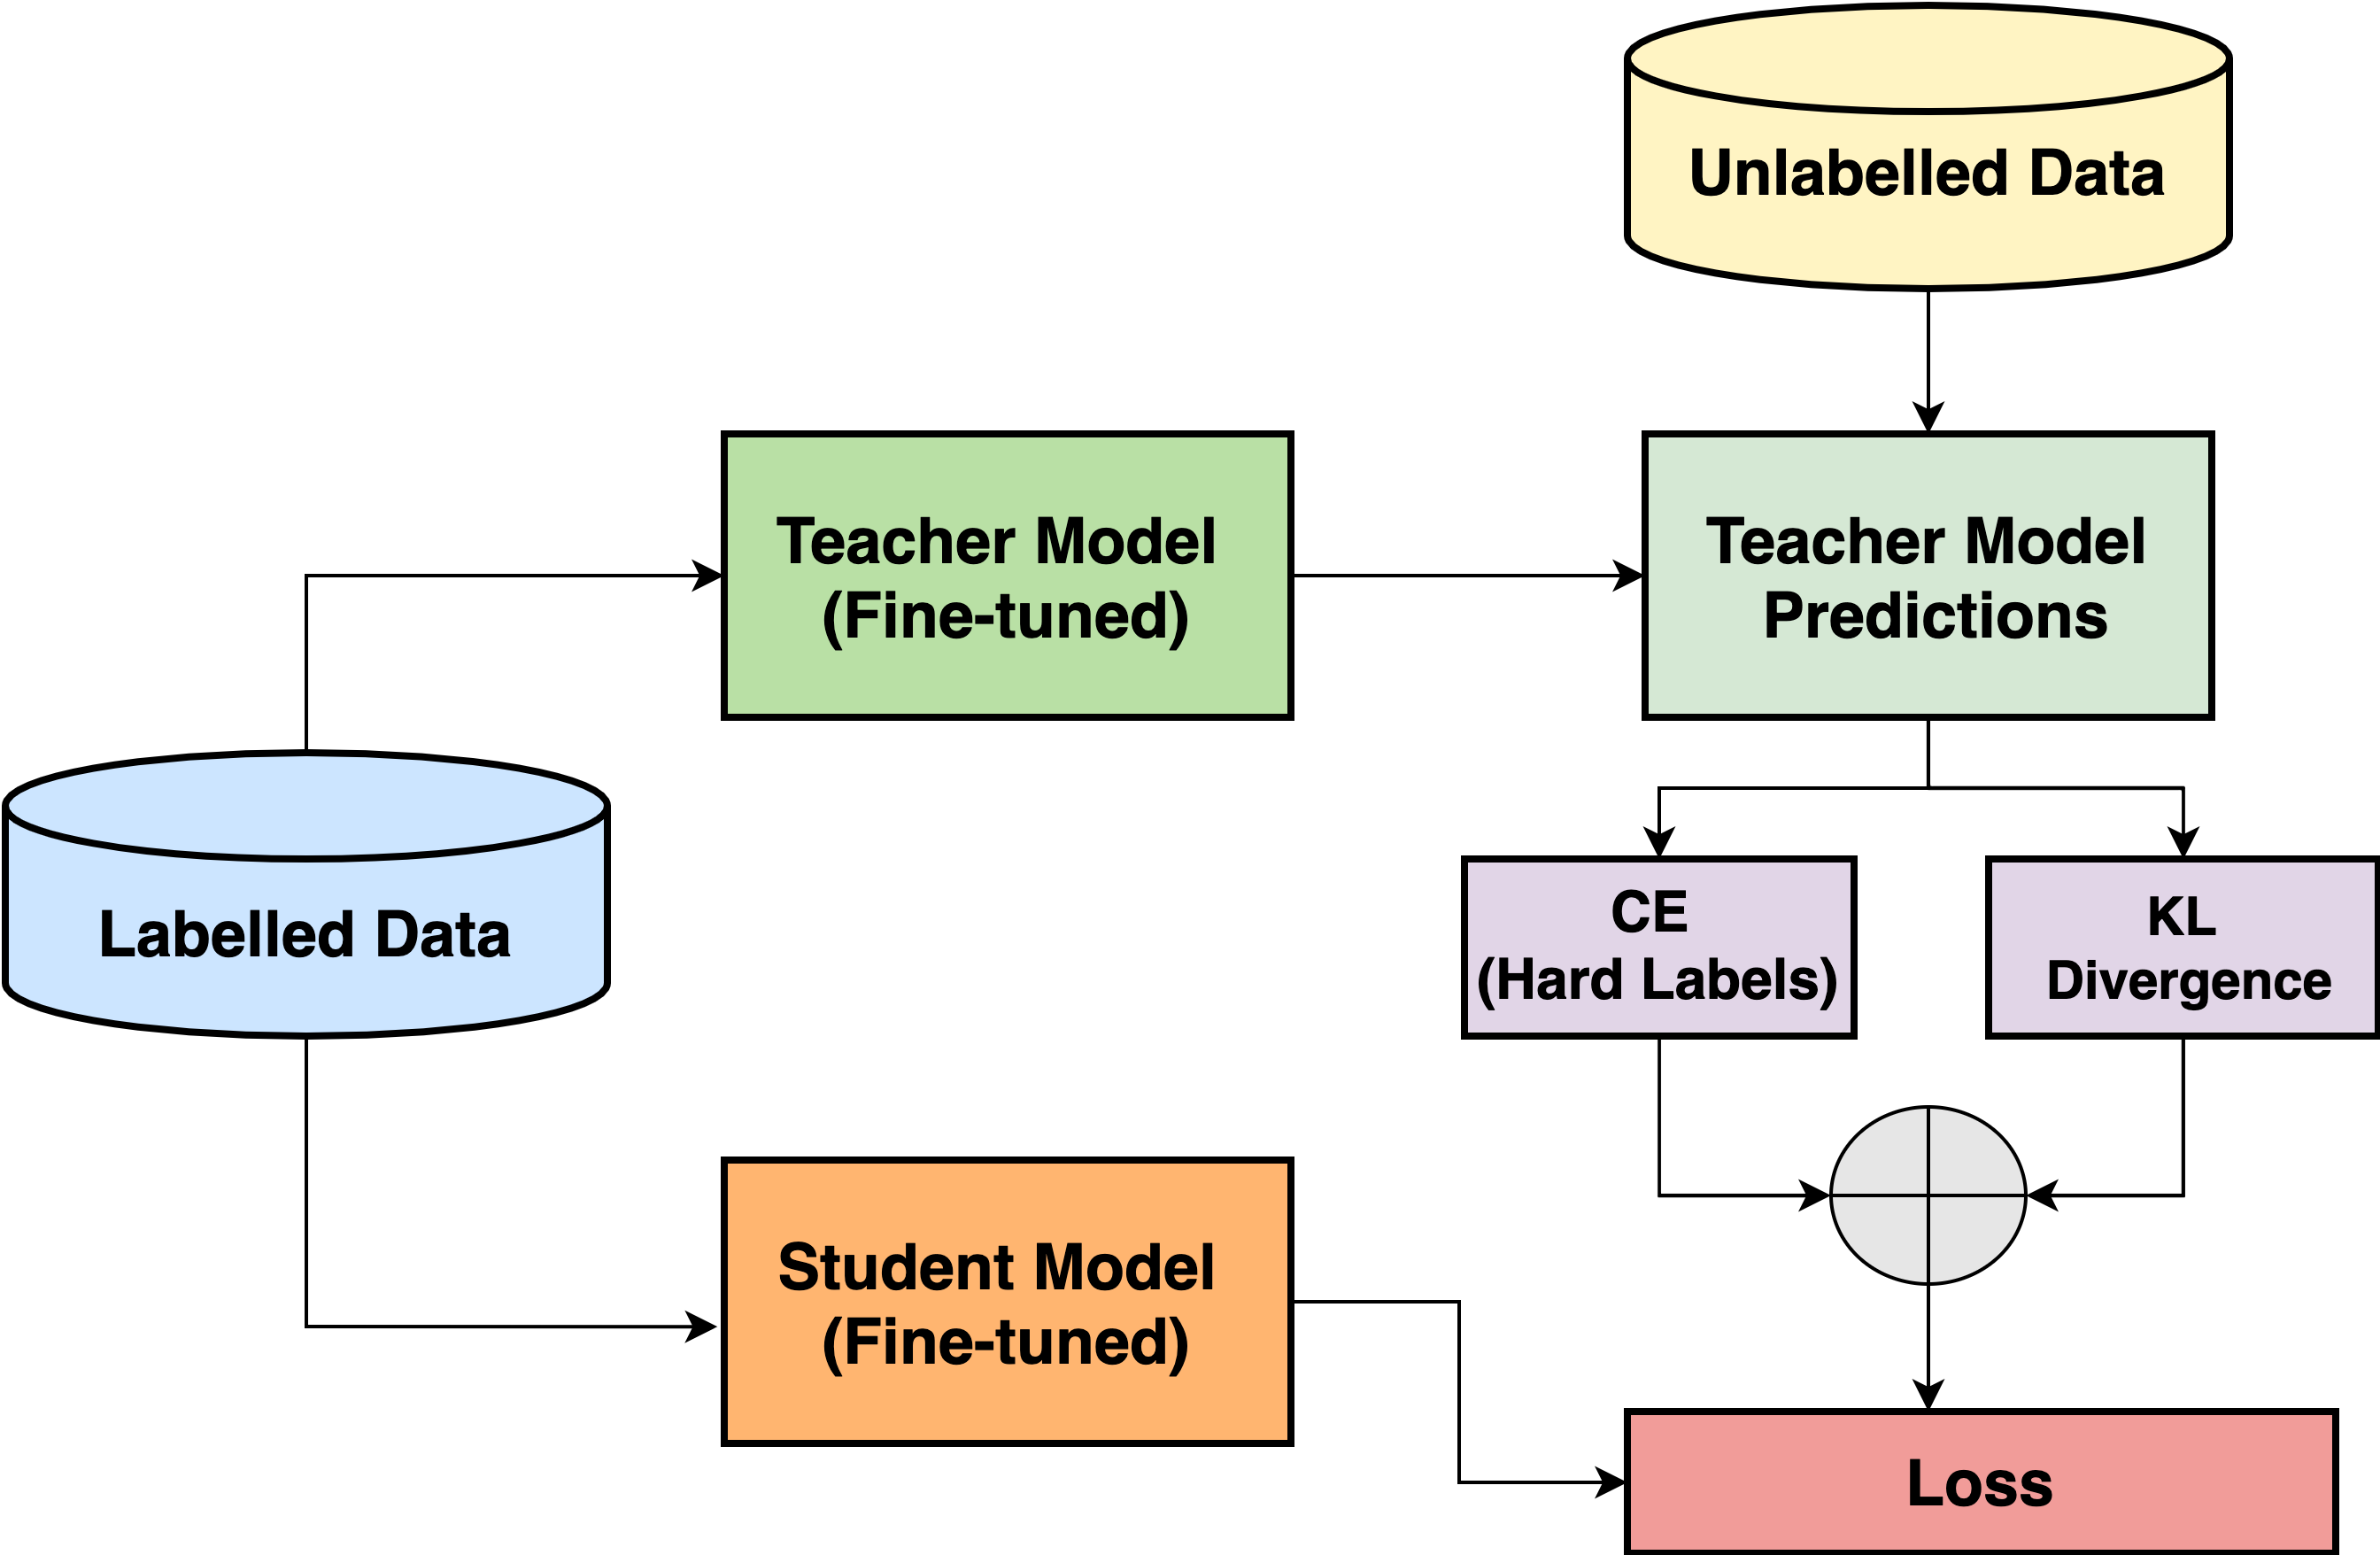 Unlabelled Data
Teacher Model
(Fine-tuned)
Teacher Model
Predictions
Labelled Data
CE
(Hard Labels)
KL
Divergence
Student Model
(Fine-tuned)
Loss